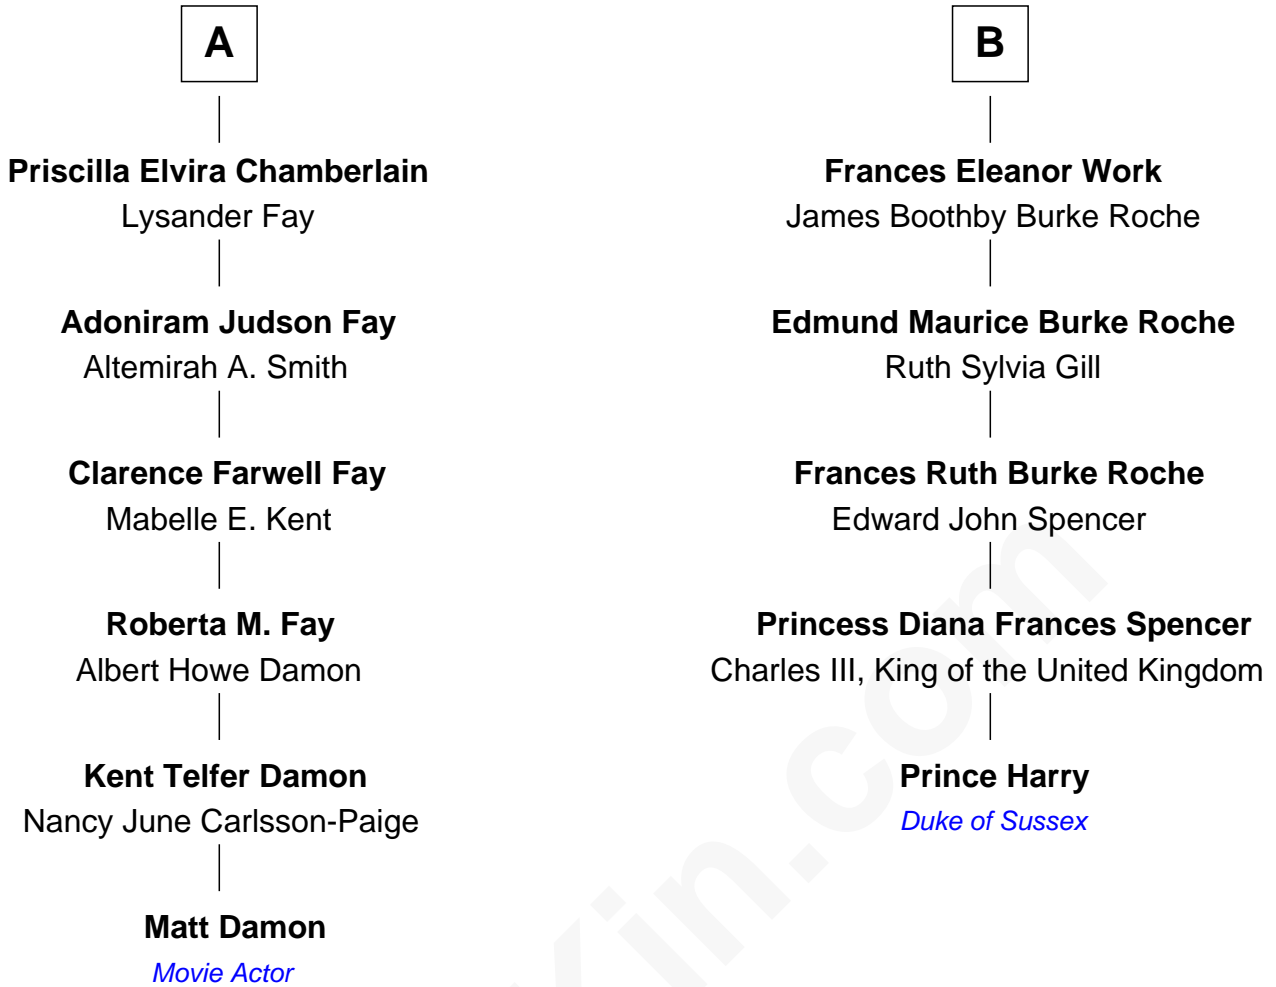 A
Priscilla Elvira Chamberlain
Lysander Fay
Adoniram Judson Fay
Altemirah A. Smith
Clarence Farwell Fay
Mabelle E. Kent
Roberta M. Fay
Albert Howe Damon
Kent Telfer Damon
Nancy June Carlsson-Paige
Matt Damon
Movie Actor
B
Frances Eleanor Work
James Boothby Burke Roche
Edmund Maurice Burke Roche
Ruth Sylvia Gill
Frances Ruth Burke Roche
Edward John Spencer
Princess Diana Frances Spencer
Charles III, King of the United Kingdom
Prince Harry
Duke of Sussex
Kin.com